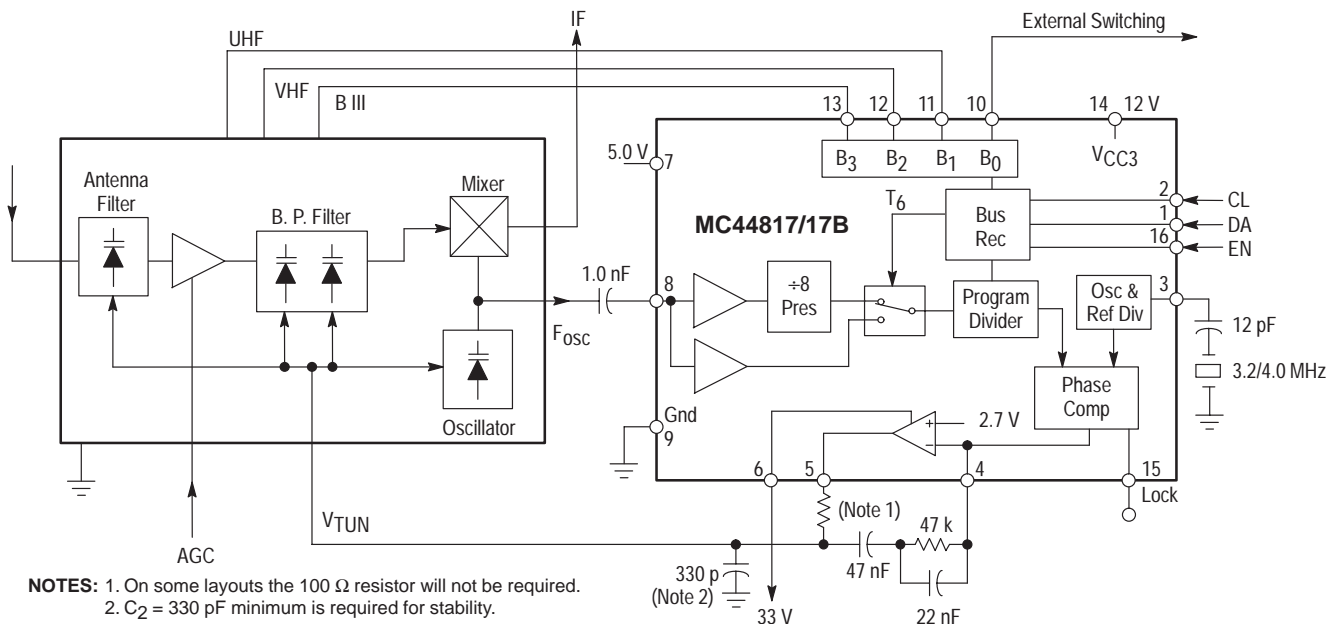 IF
External Switching
UHF
VHF
B III
13
12
11
10
14
12 V
5.0 V
7
B3
B2
B1
B0
VCC3
Antenna
Filter
B. P. Filter
Mixer
T6
MC44817/17B
Bus
Rec
2
CL
1
DA
16
EN
1.0 nF
8
÷8
Pres
Program
Divider
Osc &
Ref Div
3
12 pF
3.2/4.0 MHz
Fosc
Phase
Comp
Gnd
9
+
–
2.7 V
Oscillator
6
5
4
15
Lock
VTUN
(Note 1)
47 k
AGC
330 p
(Note 2)
47 nF
22 nF
33 V
NOTES: 1. On some layouts the 100 Ω resistor will not be required.
2. C2 = 330 pF minimum is required for stability.